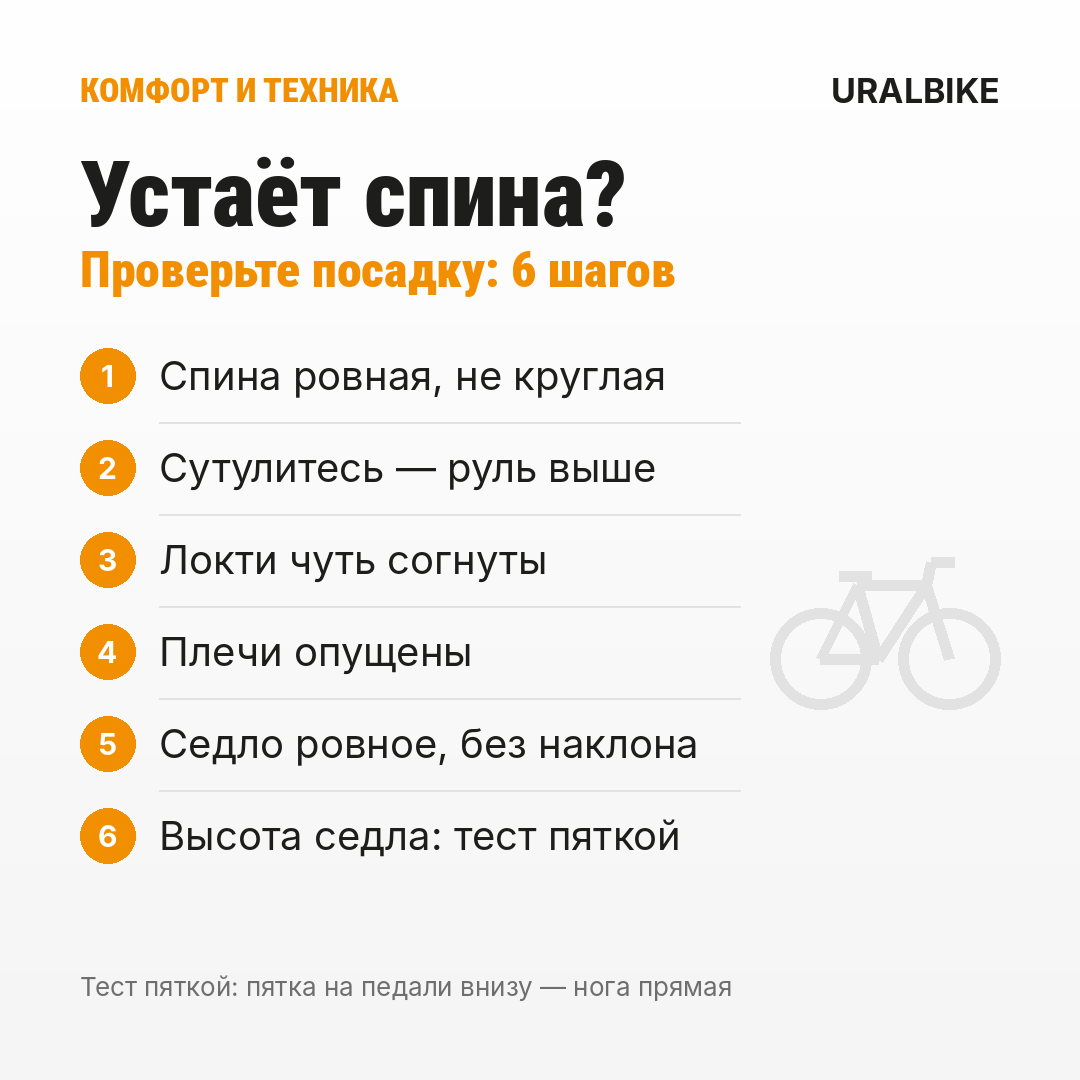 КОМФОРТ И ТЕХНИКА
URALBIKE
Устаёт спина?
Проверьте посадку: 6 шагов
1 Спина ровная, не круглая
2 Сутулитесь — руль выше
3 Локти чуть согнуты
4 Плечи опущены
5 Седло ровное, без наклона
6 Высота седла: тест пяткой
Тест пяткой: пятка на педали внизу — нога прямая